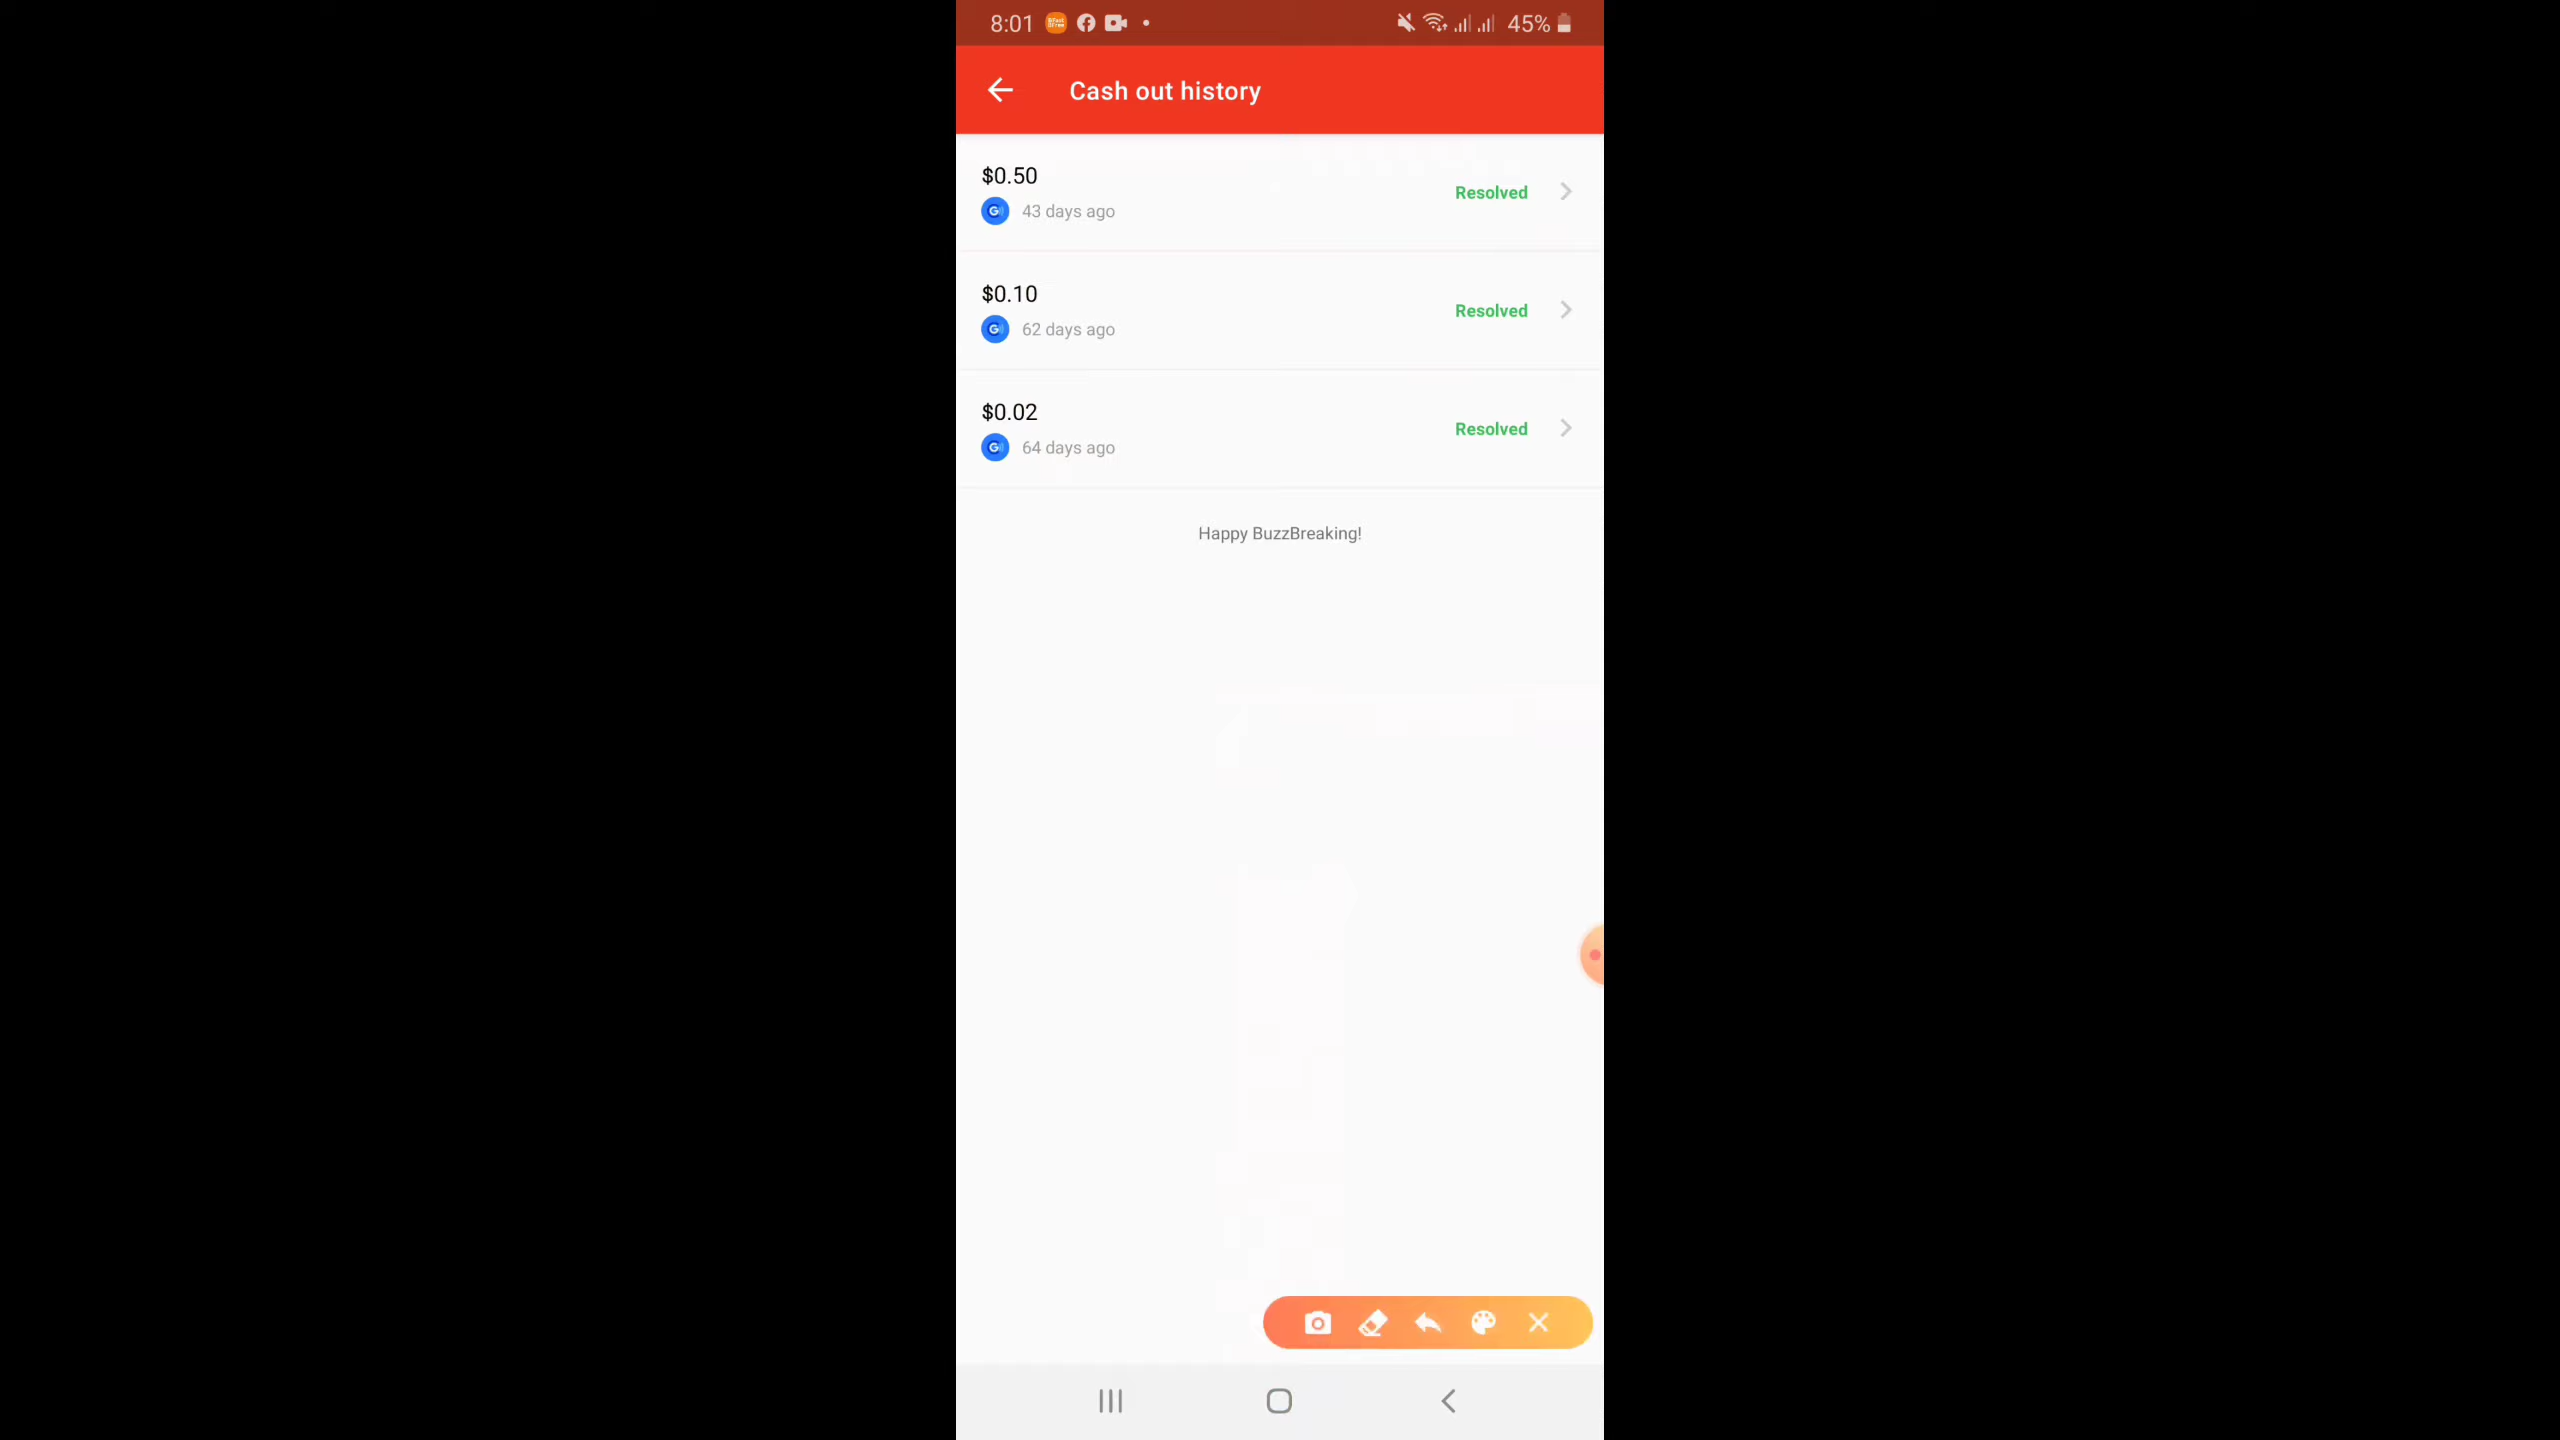 8:01
45%
Cash out history
$0.50
43 days ago
Resolved
$0.10
62 days ago
Resolved
$0.02
64 days ago
Resolved
Happy BuzzBreaking!